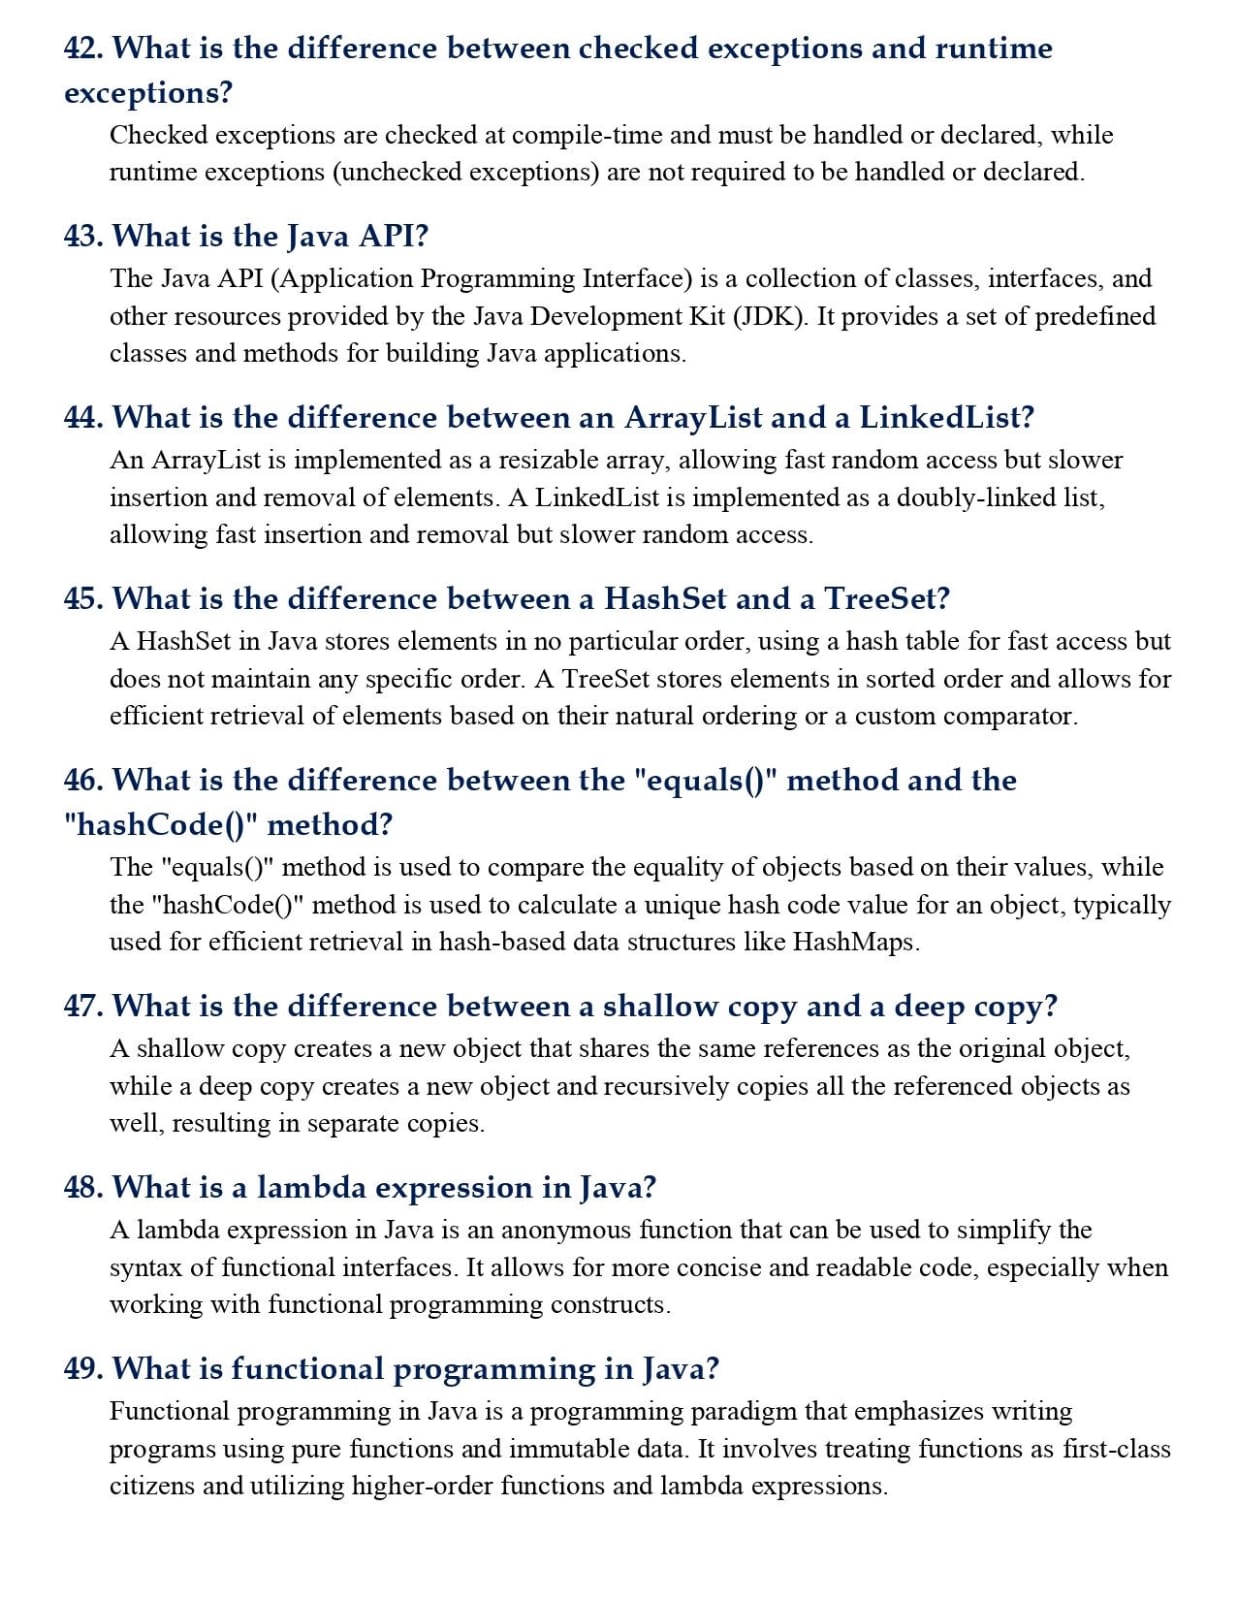 42. What is the difference between checked exceptions and runtime
exceptions?
Checked exceptions are checked at compile-time and must be handled or declared, while
runtime exceptions (unchecked exceptions) are not required to be handled or declared.
43. What is the Java API?
The Java API (Application Programming Interface) is a collection of classes, interfaces, and
other resources provided by the Java Development Kit (JDK). It provides a set of predefined
classes and methods for building Java applications.
44. What is the difference between an ArrayList and a LinkedList?
An ArrayList is implemented as a resizable array, allowing fast random access but slower
insertion and removal of elements. A LinkedList is implemented as a doubly-linked list,
allowing fast insertion and removal but slower random access.
45. What is the difference between a HashSet and a TreeSet?
A HashSet in Java stores elements in no particular order, using a hash table for fast access but
does not maintain any specific order. A TreeSet stores elements in sorted order and allows for
efficient retrieval of elements based on their natural ordering or a custom comparator.
46. What is the difference between the "equals()" method and the
"hashCode()" method?
The "equals()" method is used to compare the equality of objects based on their values, while
the "hashCode()" method is used to calculate a unique hash code value for an object, typically
used for efficient retrieval in hash-based data structures like HashMaps.
47. What is the difference between a shallow copy and a deep copy?
A shallow copy creates a new object that shares the same references as the original object,
while a deep copy creates a new object and recursively copies all the referenced objects as
well, resulting in separate copies.
48. What is a lambda expression in Java?
A lambda expression in Java is an anonymous function that can be used to simplify the
syntax of functional interfaces. It allows for more concise and readable code, especially when
working with functional programming constructs.
49. What is functional programming in Java?
Functional programming in Java is a programming paradigm that emphasizes writing
programs using pure functions and immutable data. It involves treating functions as first-class
citizens and utilizing higher-order functions and lambda expressions.